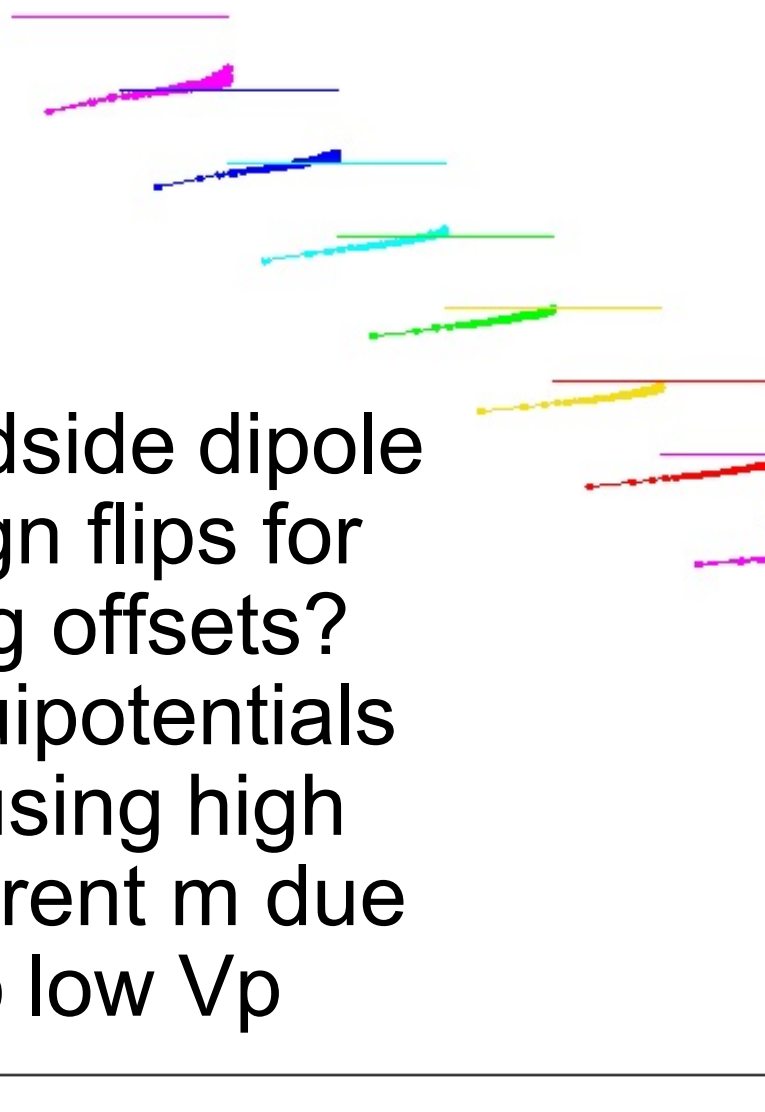 dside dipole
gn flips for
g offsets?
uipotentials
using high
rent m due
o low Vp